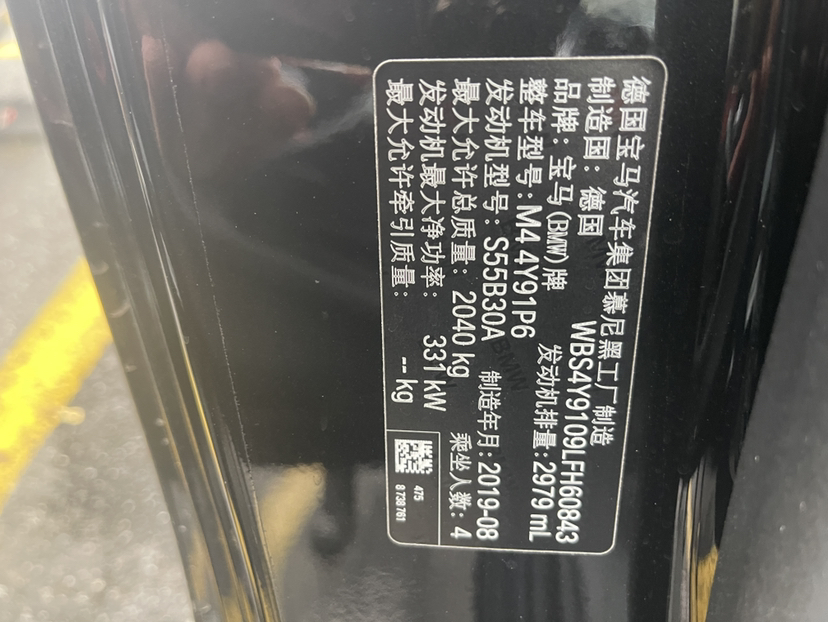 德国宝马汽车集团慕尼黑工厂制造
制造国：德国 WBS4Y9109LFH60843
品牌：宝马(BMW)牌 发动机排量：2979 mL
整车型号：M4 4Y91P6
发动机型号：S55B30A 制造年月：2019-08
最大允许总质量：2040 kg 乘坐人数：4
发动机最大净功率： 331 kW
最大允许牵引质量： -- kg
475
8 738 761